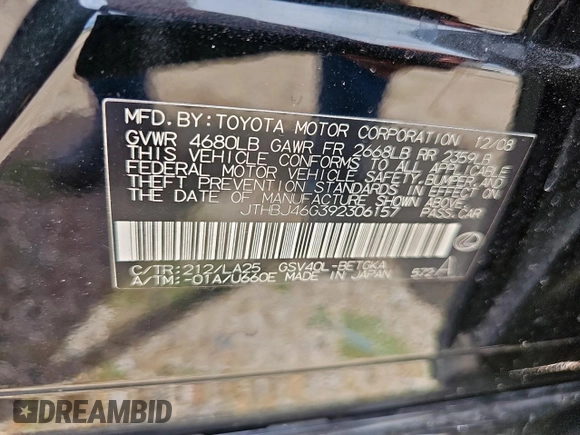 MFD. BY: TOYOTA MOTOR CORPORATION 12/08
GVWR 4680LB GAWR FR 2668LB RR 2359LB
THIS VEHICLE CONFORMS TO ALL APPLICABLE
FEDERAL MOTOR VEHICLE SAFETY, BUMPER, AND
THEFT PREVENTION STANDARDS IN EFFECT ON
THE DATE OF MANUFACTURE SHOWN ABOVE.
JTHBJ46G392306157 PASS. CAR
C/TR: 212/LA25 GSV40L-BETGKA
A/TM: -01A/U660E MADE IN JAPAN 572 A
DREAMBID